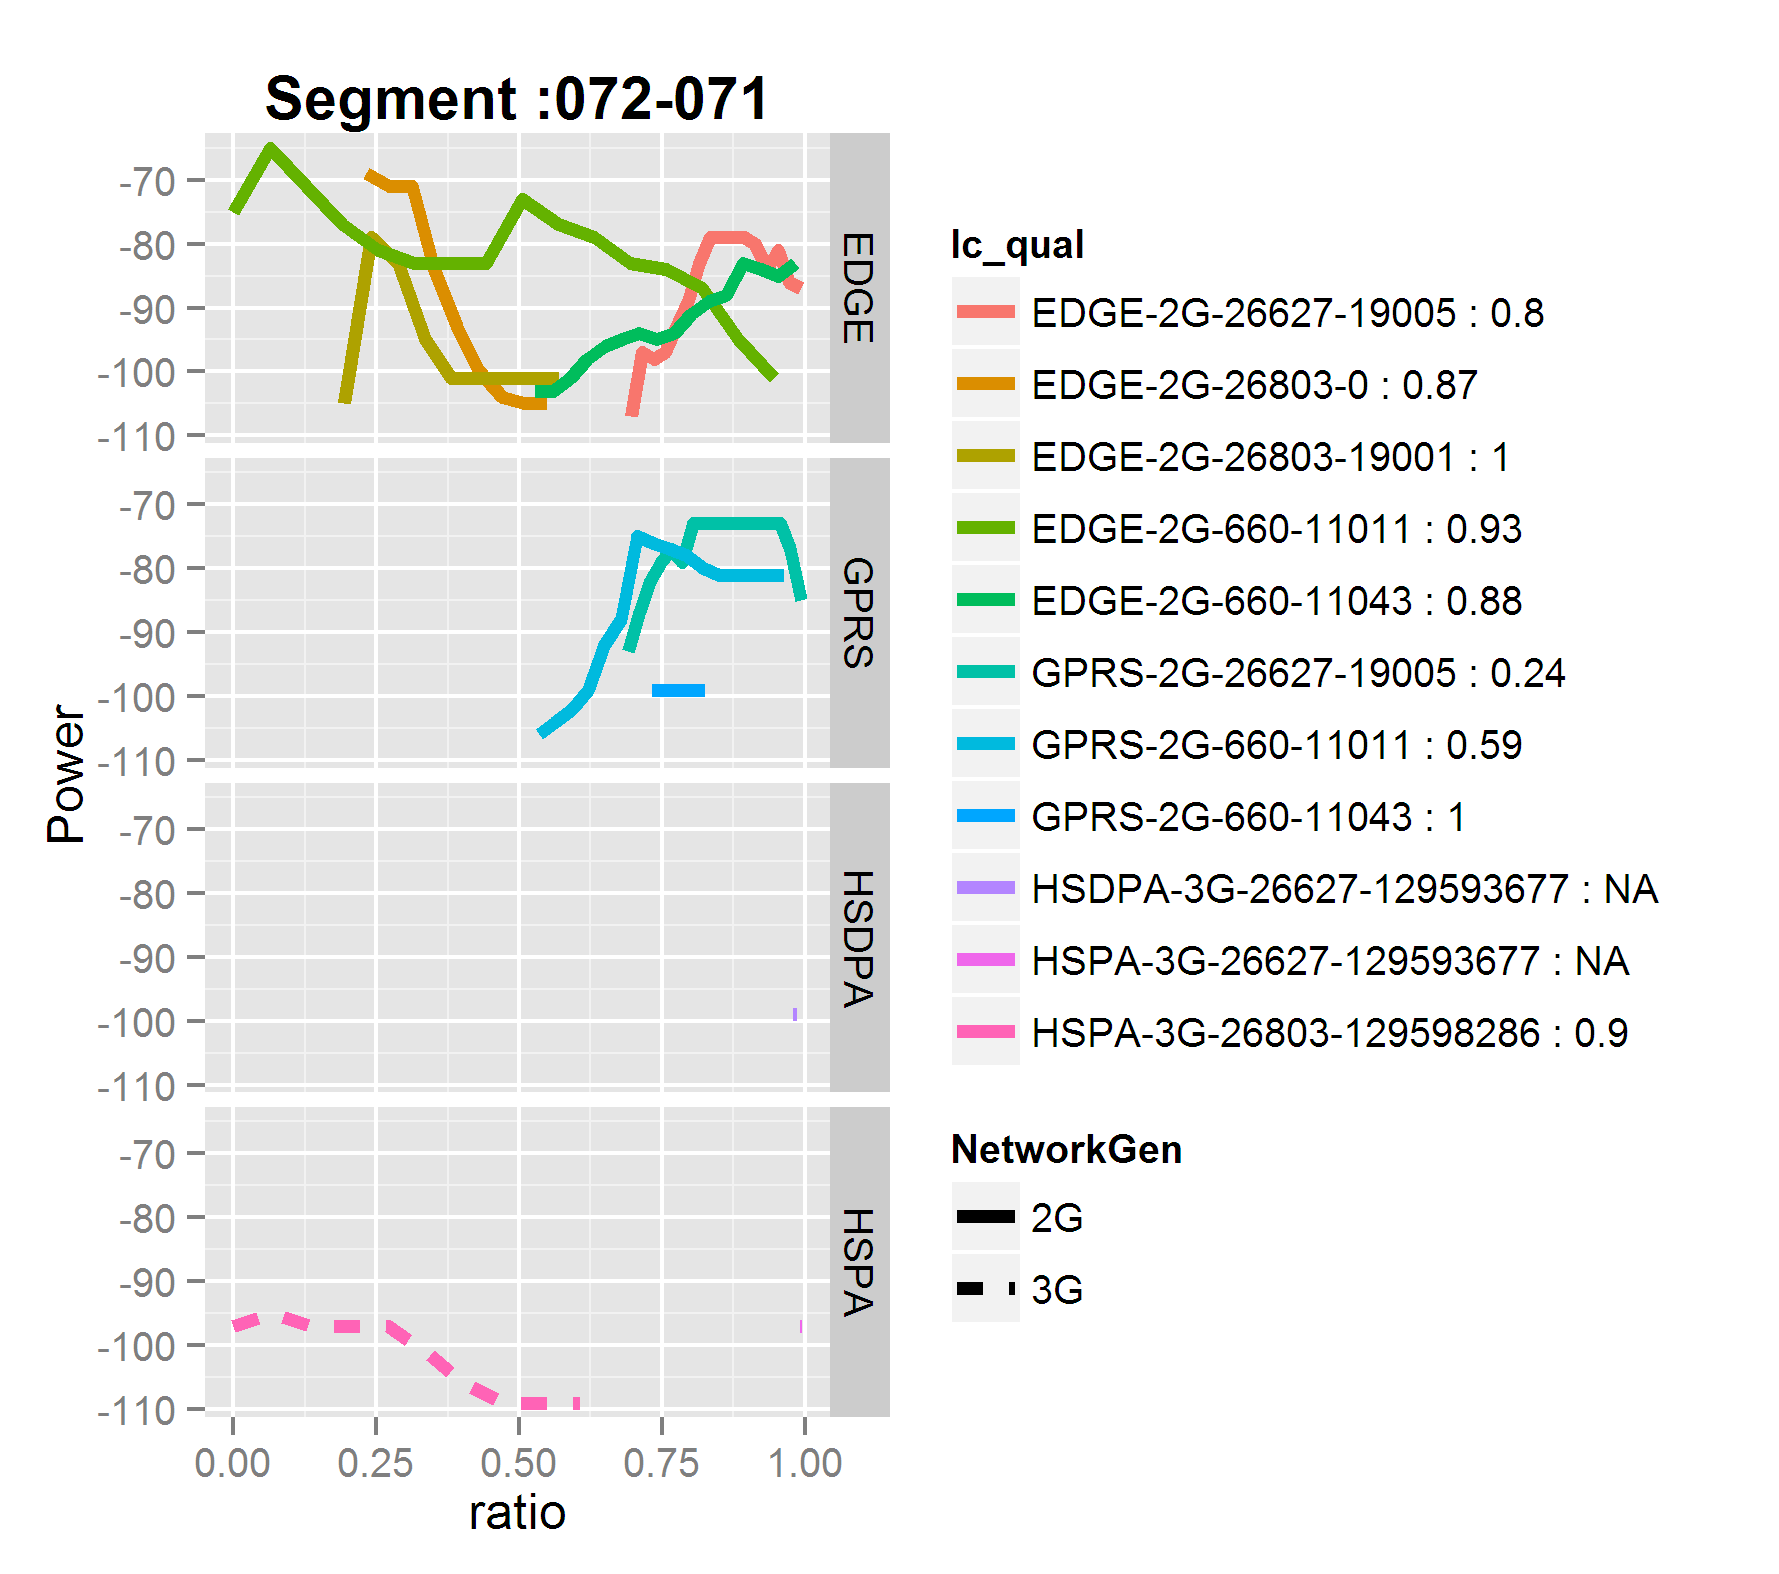 Segment :072-071
-70
-80
-90
-100
-110
EDGE
-70
-80
-90
-100
-110
GPRS
-70
-80
-90
-100
-110
HSDPA
-70
-80
-90
-100
-110
HSPA
Power
0.00 0.25 0.50 0.75 1.00
ratio
lc_qual
EDGE-2G-26627-19005 : 0.8
EDGE-2G-26803-0 : 0.87
EDGE-2G-26803-19001 : 1
EDGE-2G-660-11011 : 0.93
EDGE-2G-660-11043 : 0.88
GPRS-2G-26627-19005 : 0.24
GPRS-2G-660-11011 : 0.59
GPRS-2G-660-11043 : 1
HSDPA-3G-26627-129593677 : NA
HSPA-3G-26627-129593677 : NA
HSPA-3G-26803-129598286 : 0.9
NetworkGen
2G
3G